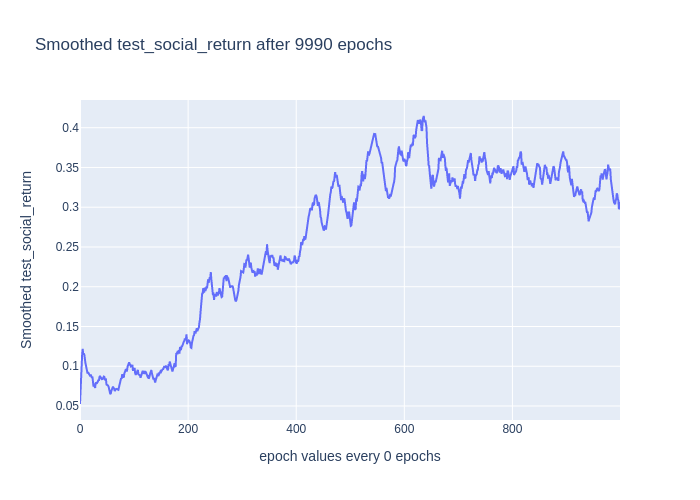 Smoothed test_social_return after 9990 epochs
Smoothed test_social_return
0.4
0.35
0.3
0.25
0.2
0.15
0.1
0.05
0 200 400 600 800
epoch values every 0 epochs